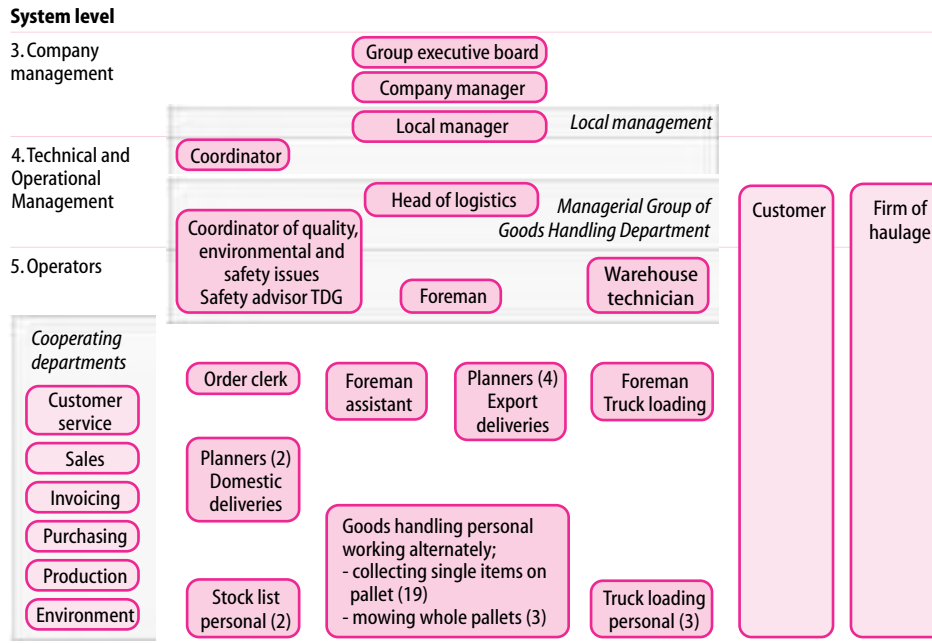 System level
3. Company
management
Group executive board
Company manager
Local manager
Local management
4. Technical and
Operational
Management
Coordinator
Head of logistics
Managerial Group of
Goods Handling Department
Coordinator of quality,
environmental and
safety issues
Safety advisor TDG
Customer
Firm of
haulage
5. Operators
Foreman
Warehouse
technician
Cooperating
departments
Customer
service
Sales
Invoicing
Purchasing
Production
Environment
Order clerk
Foreman
assistant
Planners (4)
Export
deliveries
Foreman
Truck loading
Planners (2)
Domestic
deliveries
Goods handling personal
working alternately;
- collecting single items on
pallet (19)
- mowing whole pallets (3)
Stock list
personal (2)
Truck loading
personal (3)